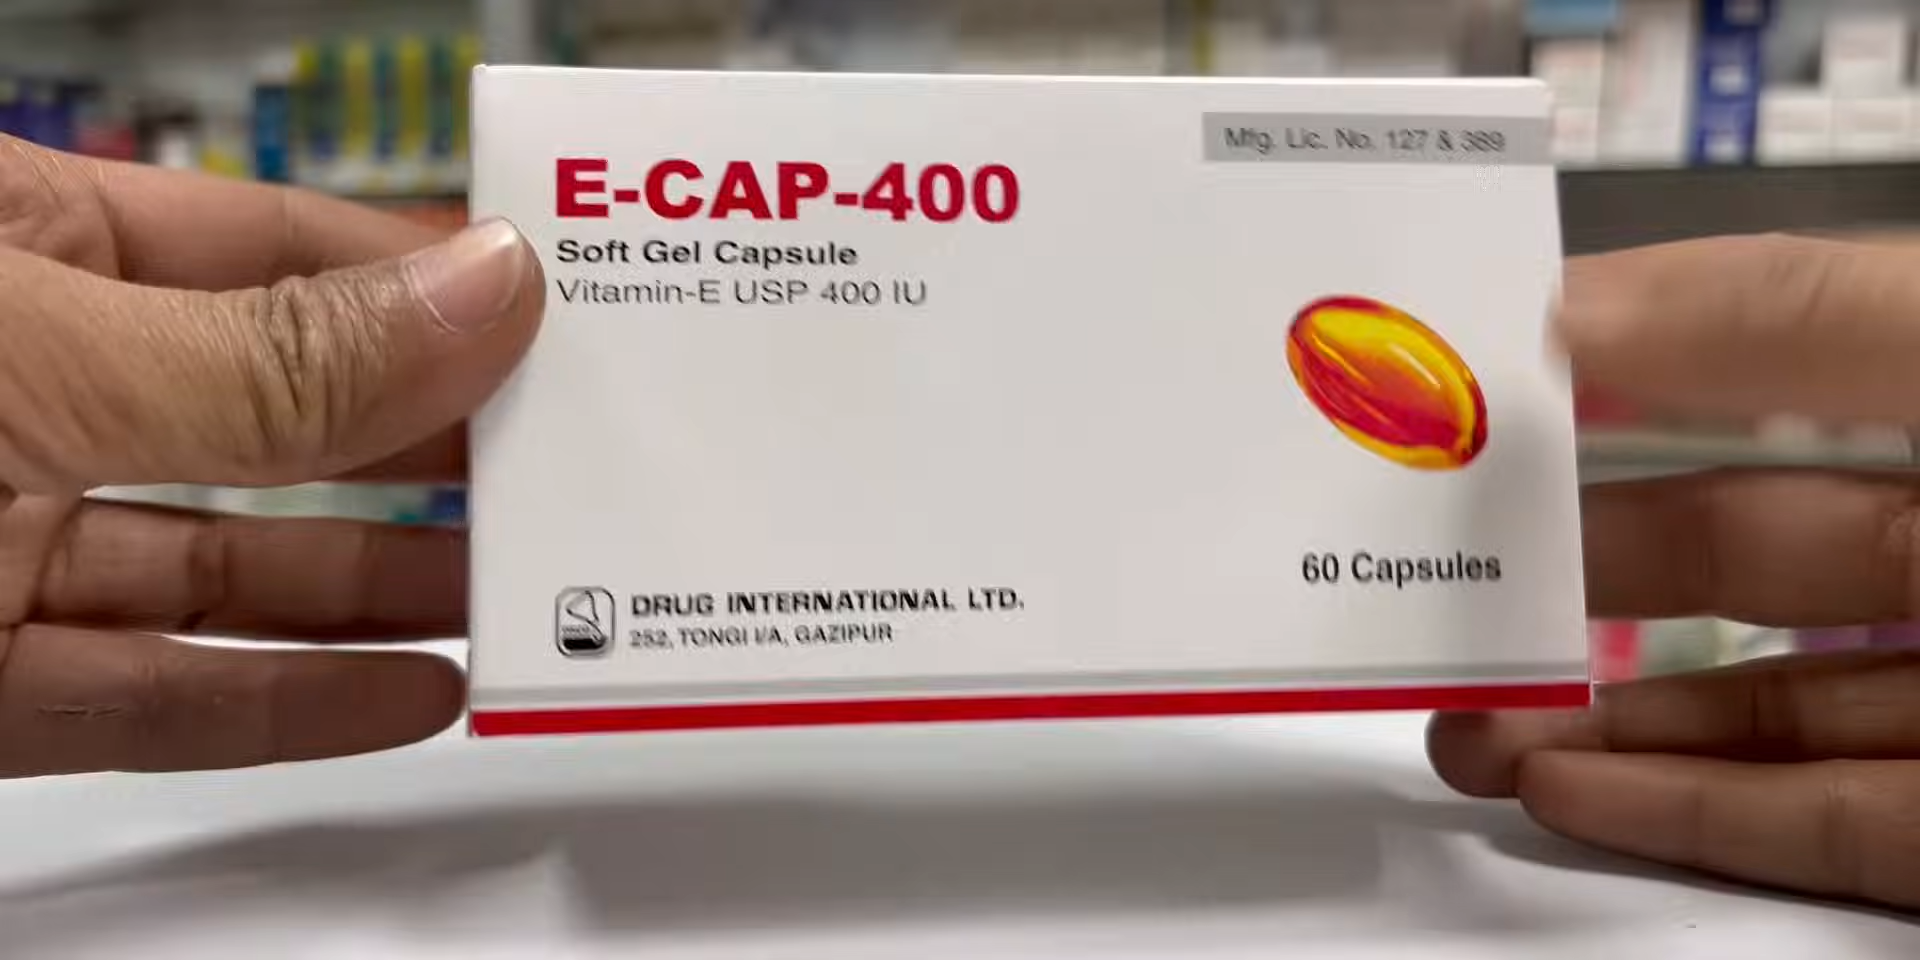 Mfg. Lic. No. 127 & 389
E-CAP-400
Soft Gel Capsule
Vitamin-E USP 400 IU
60 Capsules
DRUG INTERNATIONAL LTD.
252, TONGI I/A, GAZIPUR